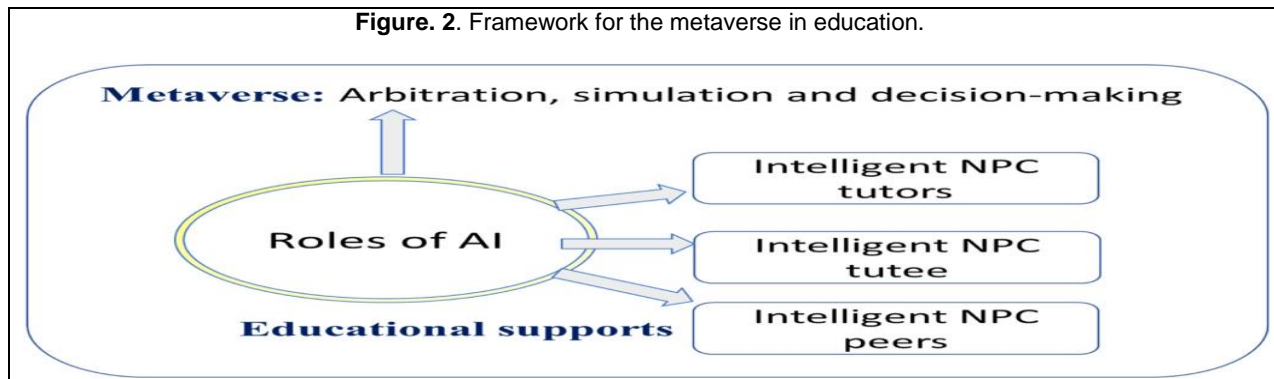 Figure. 2. Framework for the metaverse in education.
Metaverse: Arbitration, simulation and decision-making
Intelligent NPC
tutors
Roles of AI
Intelligent NPC
tutee
Educational supports
Intelligent NPC
peers